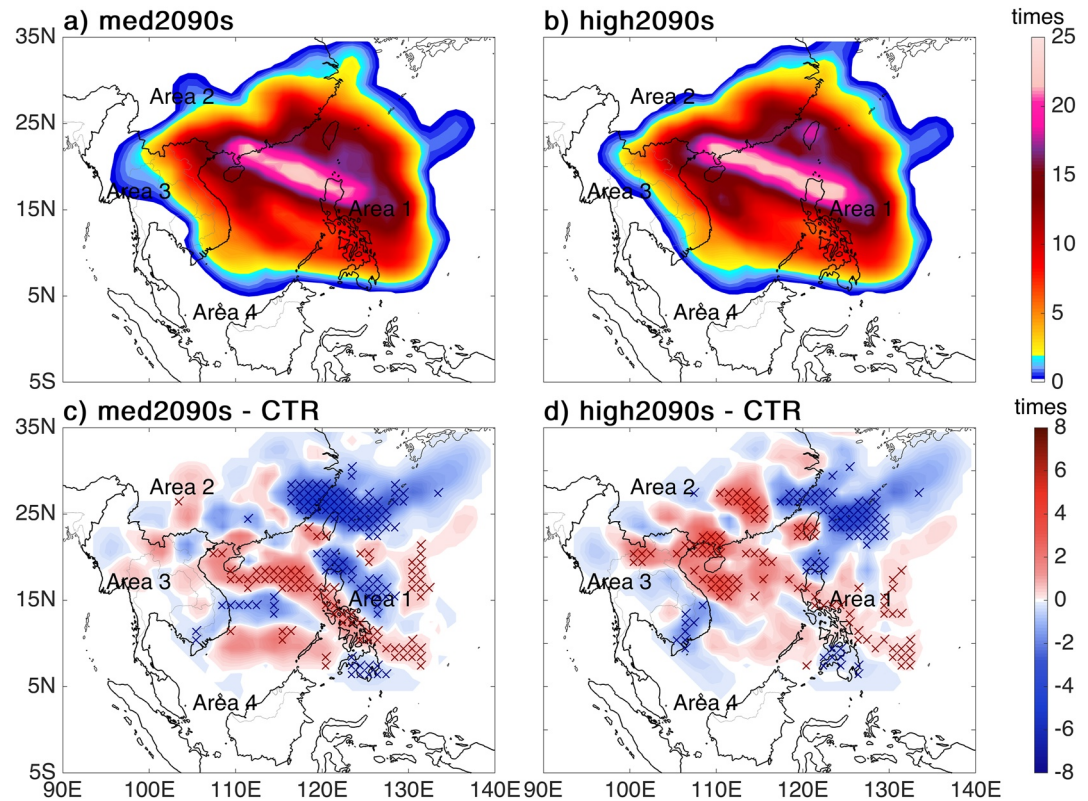 a) med2090s
b) high2090s
times
35N
25N
15N
5N
5S
Area 2
Area 3
Area 1
Area 4
Area 2
Area 3
Area 1
Area 4
25
20
15
10
5
0
c) med2090s - CTR
d) high2090s - CTR
times
35N
25N
15N
5N
5S
Area 2
Area 3
Area 1
Area 4
Area 2
Area 3
Area 1
Area 4
8
6
4
2
0
-2
-4
-6
-8
90E
100E
110E
120E
130E
140E
90E
100E
110E
120E
130E
140E